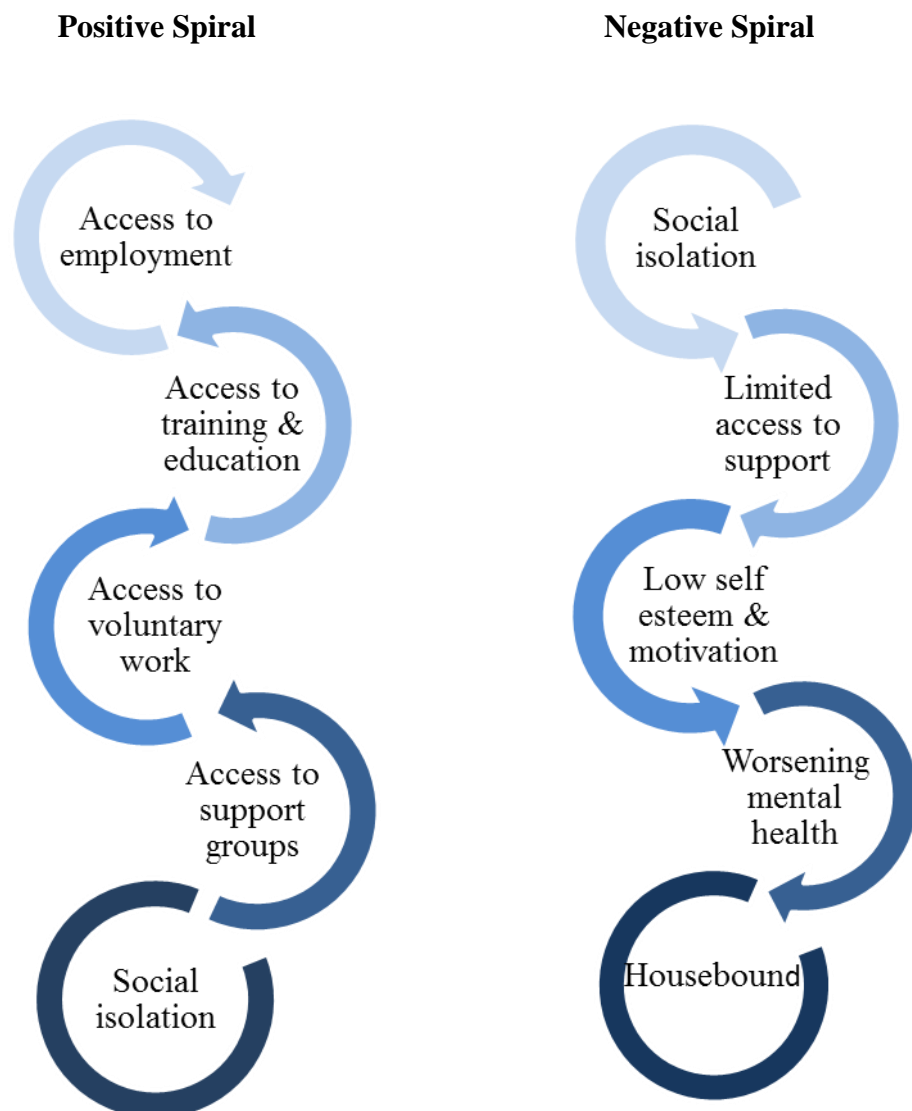 Positive Spiral
Access to
employment
Access to
training &
education
Access to
voluntary
work
Access to
support
groups
Social
isolation
Negative Spiral
Social
isolation
Limited
access to
support
Low self
esteem &
motivation
Worsening
mental
health
Housebound